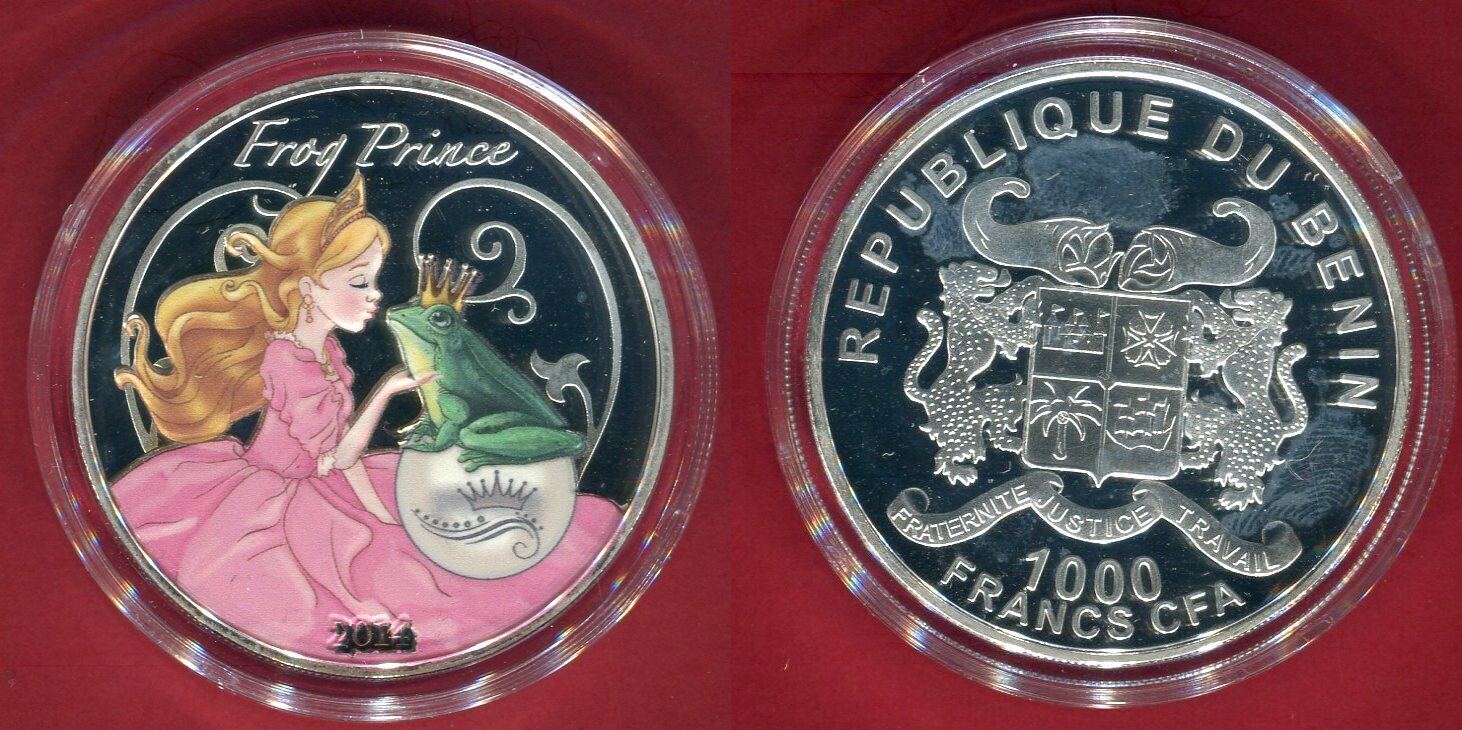 Frog Prince
2014
REPUBLIQUE DU BENIN
FRATERNITE JUSTICE TRAVAIL
1000
FRANCS CFA